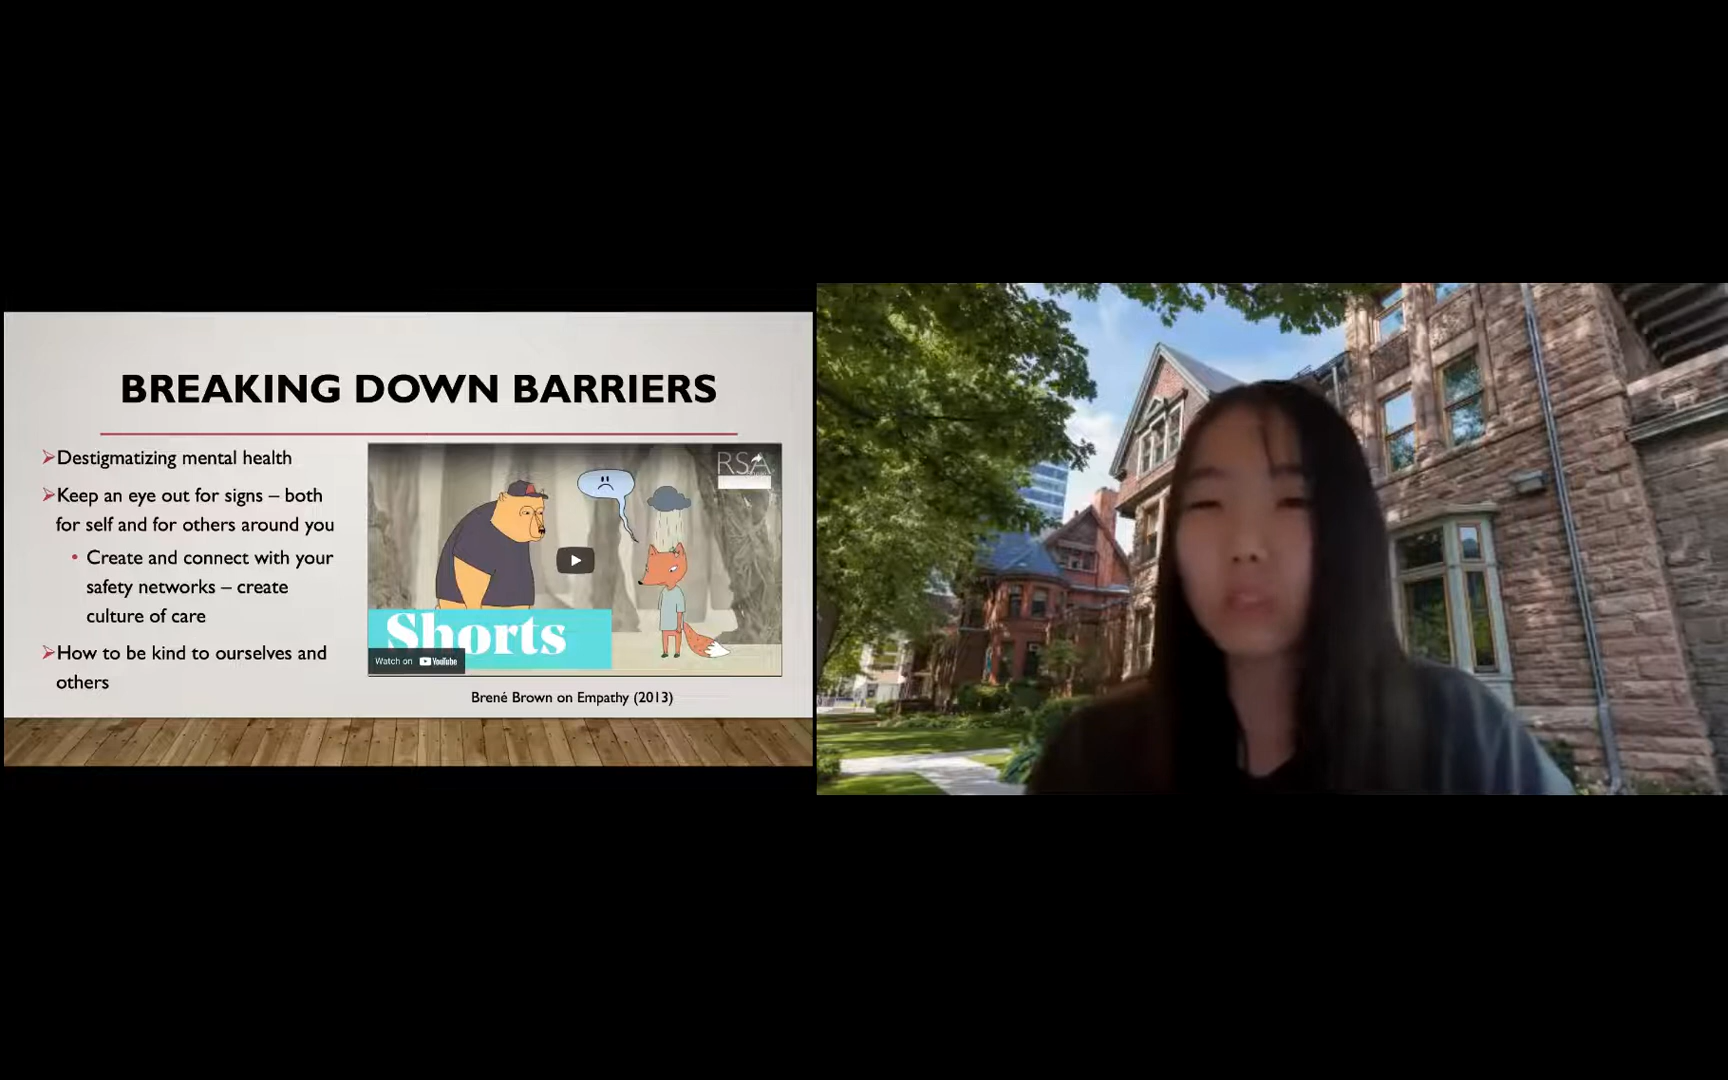 BREAKING DOWN BARRIERS
➢Destigmatizing mental health
➢Keep an eye out for signs – both
for self and for others around you
• Create and connect with your
safety networks – create
culture of care
➢How to be kind to ourselves and
others
RSA
Shorts
Watch on YouTube
Brené Brown on Empathy (2013)